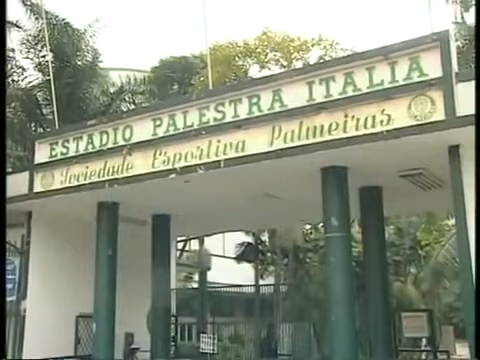 ESTADIO PALESTRA ITALIA
Sociedade Esportiva Palmeiras